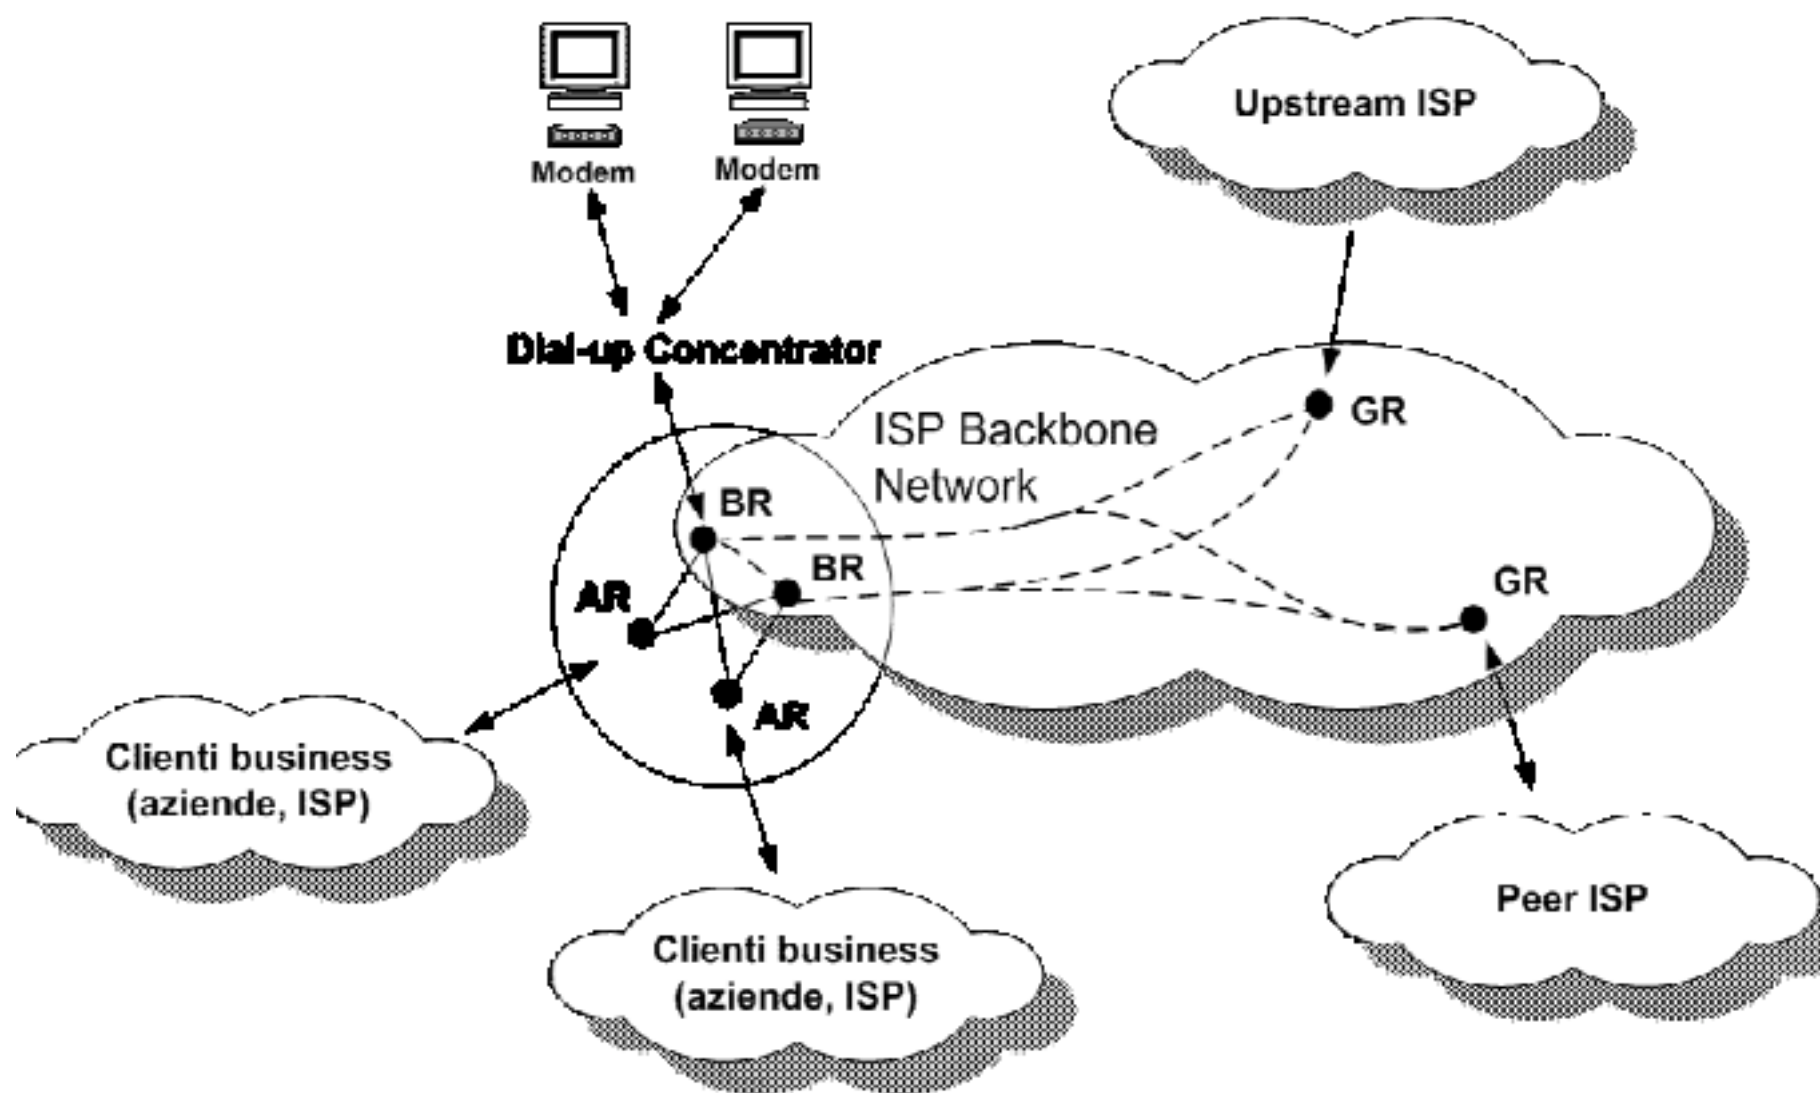 Modem
Modem
Upstream ISP
Dial-up Concentrator
ISP Backbone
Network
GR
BR
BR
GR
AR
AR
Clienti business
(aziende, ISP)
Clienti business
(aziende, ISP)
Peer ISP